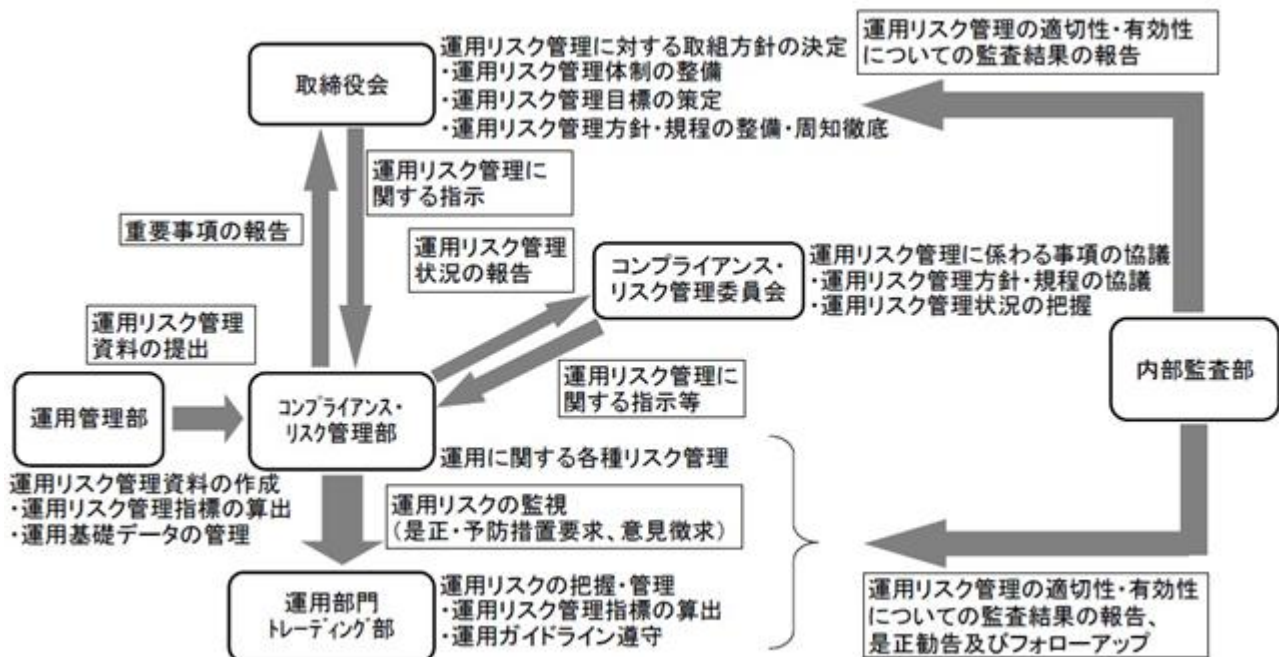 取締役会
運用リスク管理に対する取組方針の決定
・運用リスク管理体制の整備
・運用リスク管理目標の策定
・運用リスク管理方針・規程の整備・周知徹底
運用リスク管理の適切性・有効性
についての監査結果の報告
運用リスク管理に
関する指示
重要事項の報告
運用リスク管理
状況の報告
コンプライアンス・
リスク管理委員会
運用リスク管理に係わる事項の協議
・運用リスク管理方針・規程の協議
・運用リスク管理状況の把握
運用リスク管理
資料の提出
運用リスク管理に
関する指示等
内部監査部
運用管理部
コンプライアンス・
リスク管理部
運用に関する各種リスク管理
運用リスク管理資料の作成
・運用リスク管理指標の算出
・運用基礎データの管理
運用リスクの監視
(是正・予防措置要求、意見徴求)
運用部門
トレーディング部
運用リスクの把握・管理
・運用リスク管理指標の算出
・運用ガイドライン遵守
運用リスク管理の適切性・有効性
についての監査結果の報告、
是正勧告及びフォローアップ